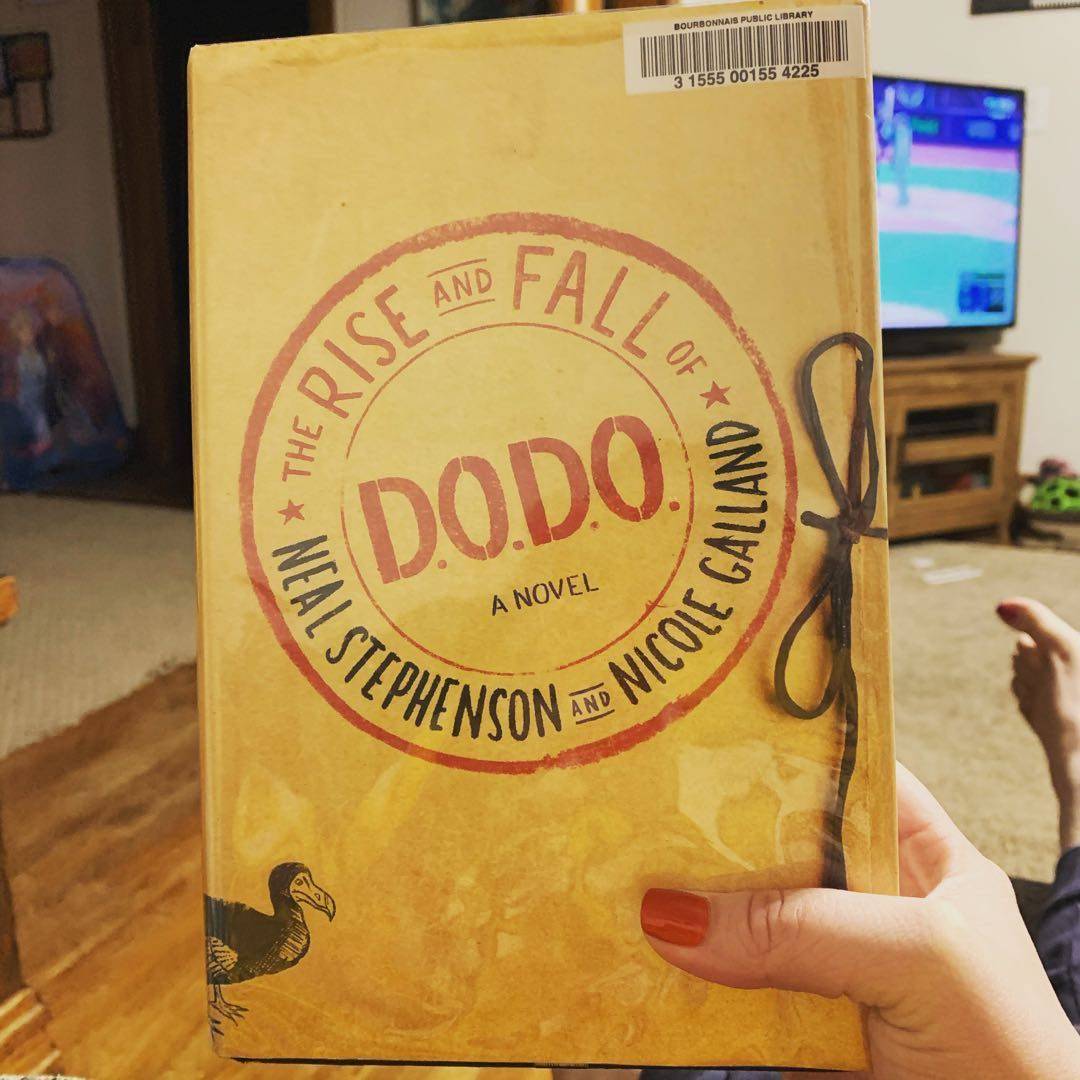 BOURBONNAIS PUBLIC LIBRARY
3 1555 00155 4225
THE RISE AND FALL OF
D.O.D.O.
A NOVEL
NEAL STEPHENSON AND NICOLE GALLAND